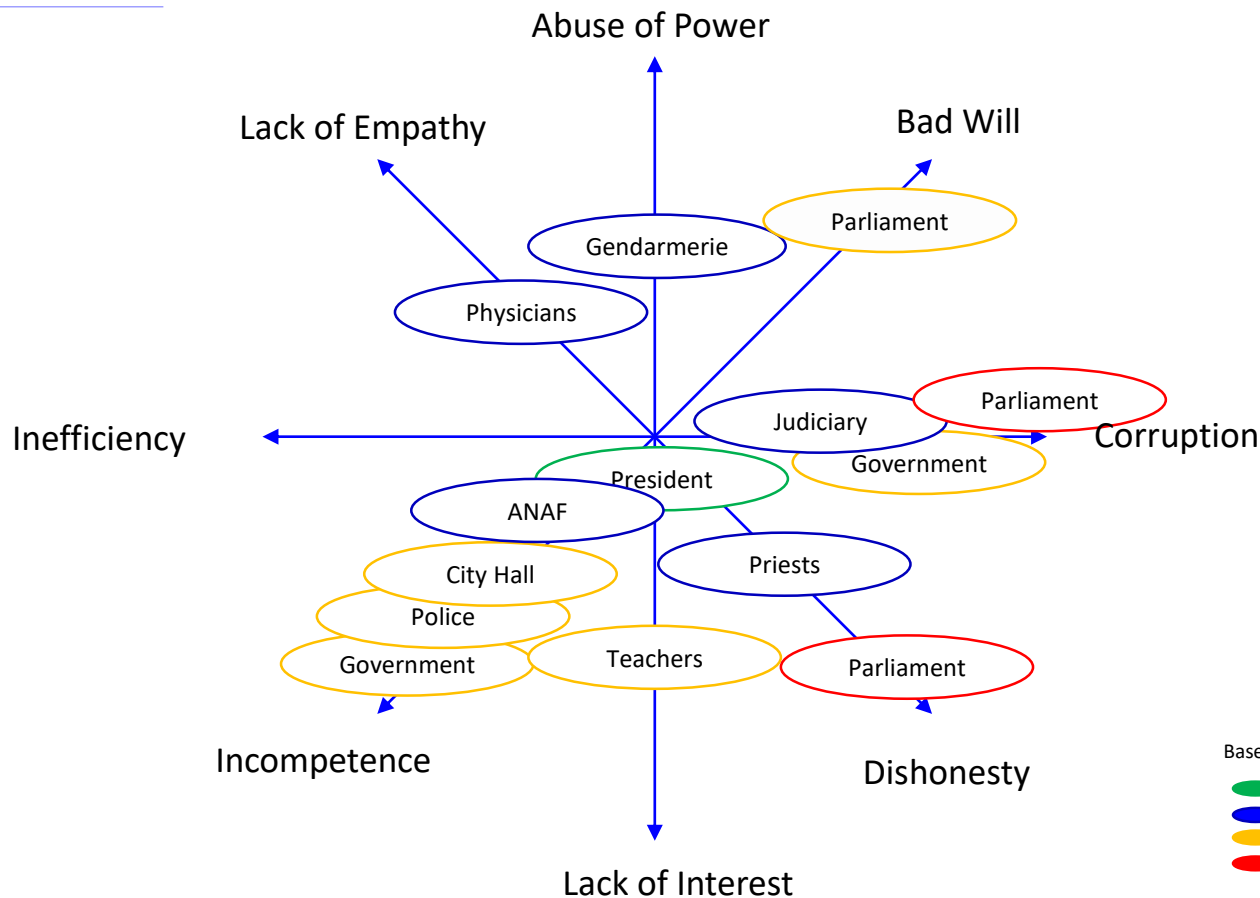 Abuse of Power
Lack of Empathy
Bad Will
Parliament
Gendarmerie
Physicians
Parliament
Judiciary
Inefficiency
Corruption
Government
President
ANAF
Priests
City Hall
Police
Teachers
Government
Parliament
Incompetence
Dishonesty
Base
Lack of Interest